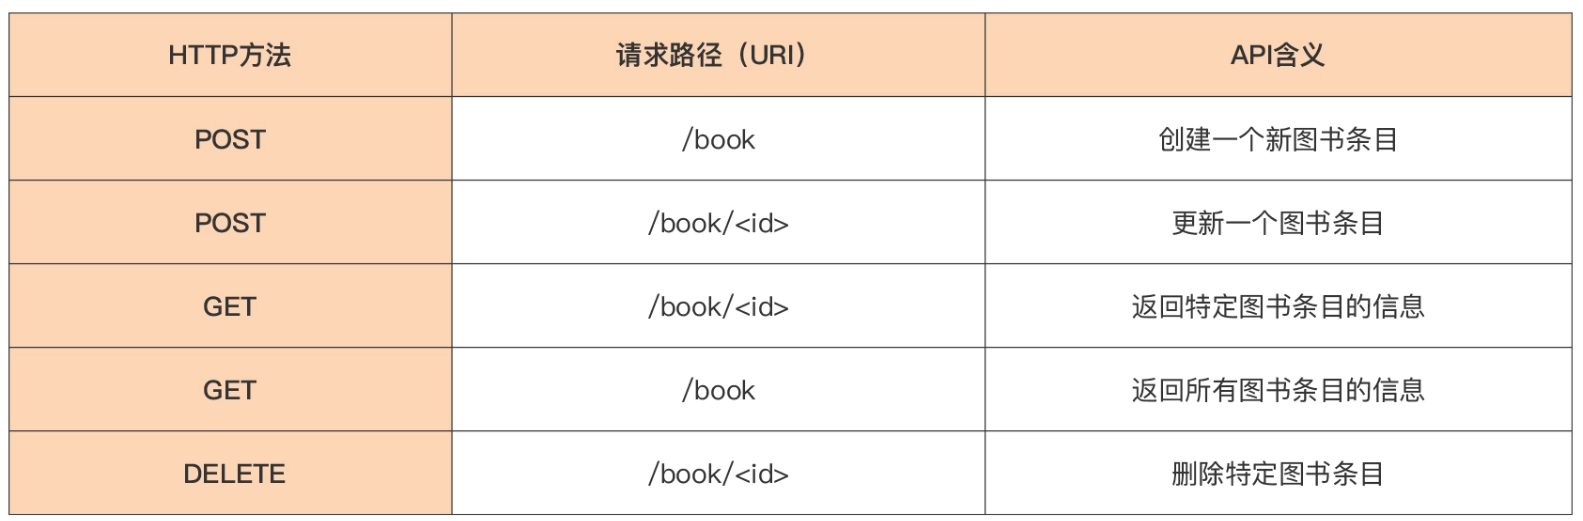 HTTP方法 请求路径（URI） API含义
POST /book 创建一个新图书条目
POST /book/<id> 更新一个图书条目
GET /book/<id> 返回特定图书条目的信息
GET /book 返回所有图书条目的信息
DELETE /book/<id> 删除特定图书条目